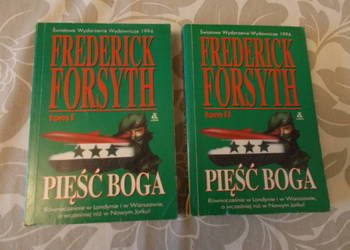 Światowe Wydarzenie Wydawnicze 1994
FREDERICK
FORSYTH
tom I
PIĘŚĆ BOGA
Równocześnie w Londynie i w Warszawie,
a wcześniej niż w Nowym Jorku!
Światowe Wydarzenie Wydawnicze 1994
FREDERICK
FORSYTH
tom II
PIĘŚĆ BOGA
Równocześnie w Londynie i w Warszawie,
a wcześniej niż w Nowym Jorku!